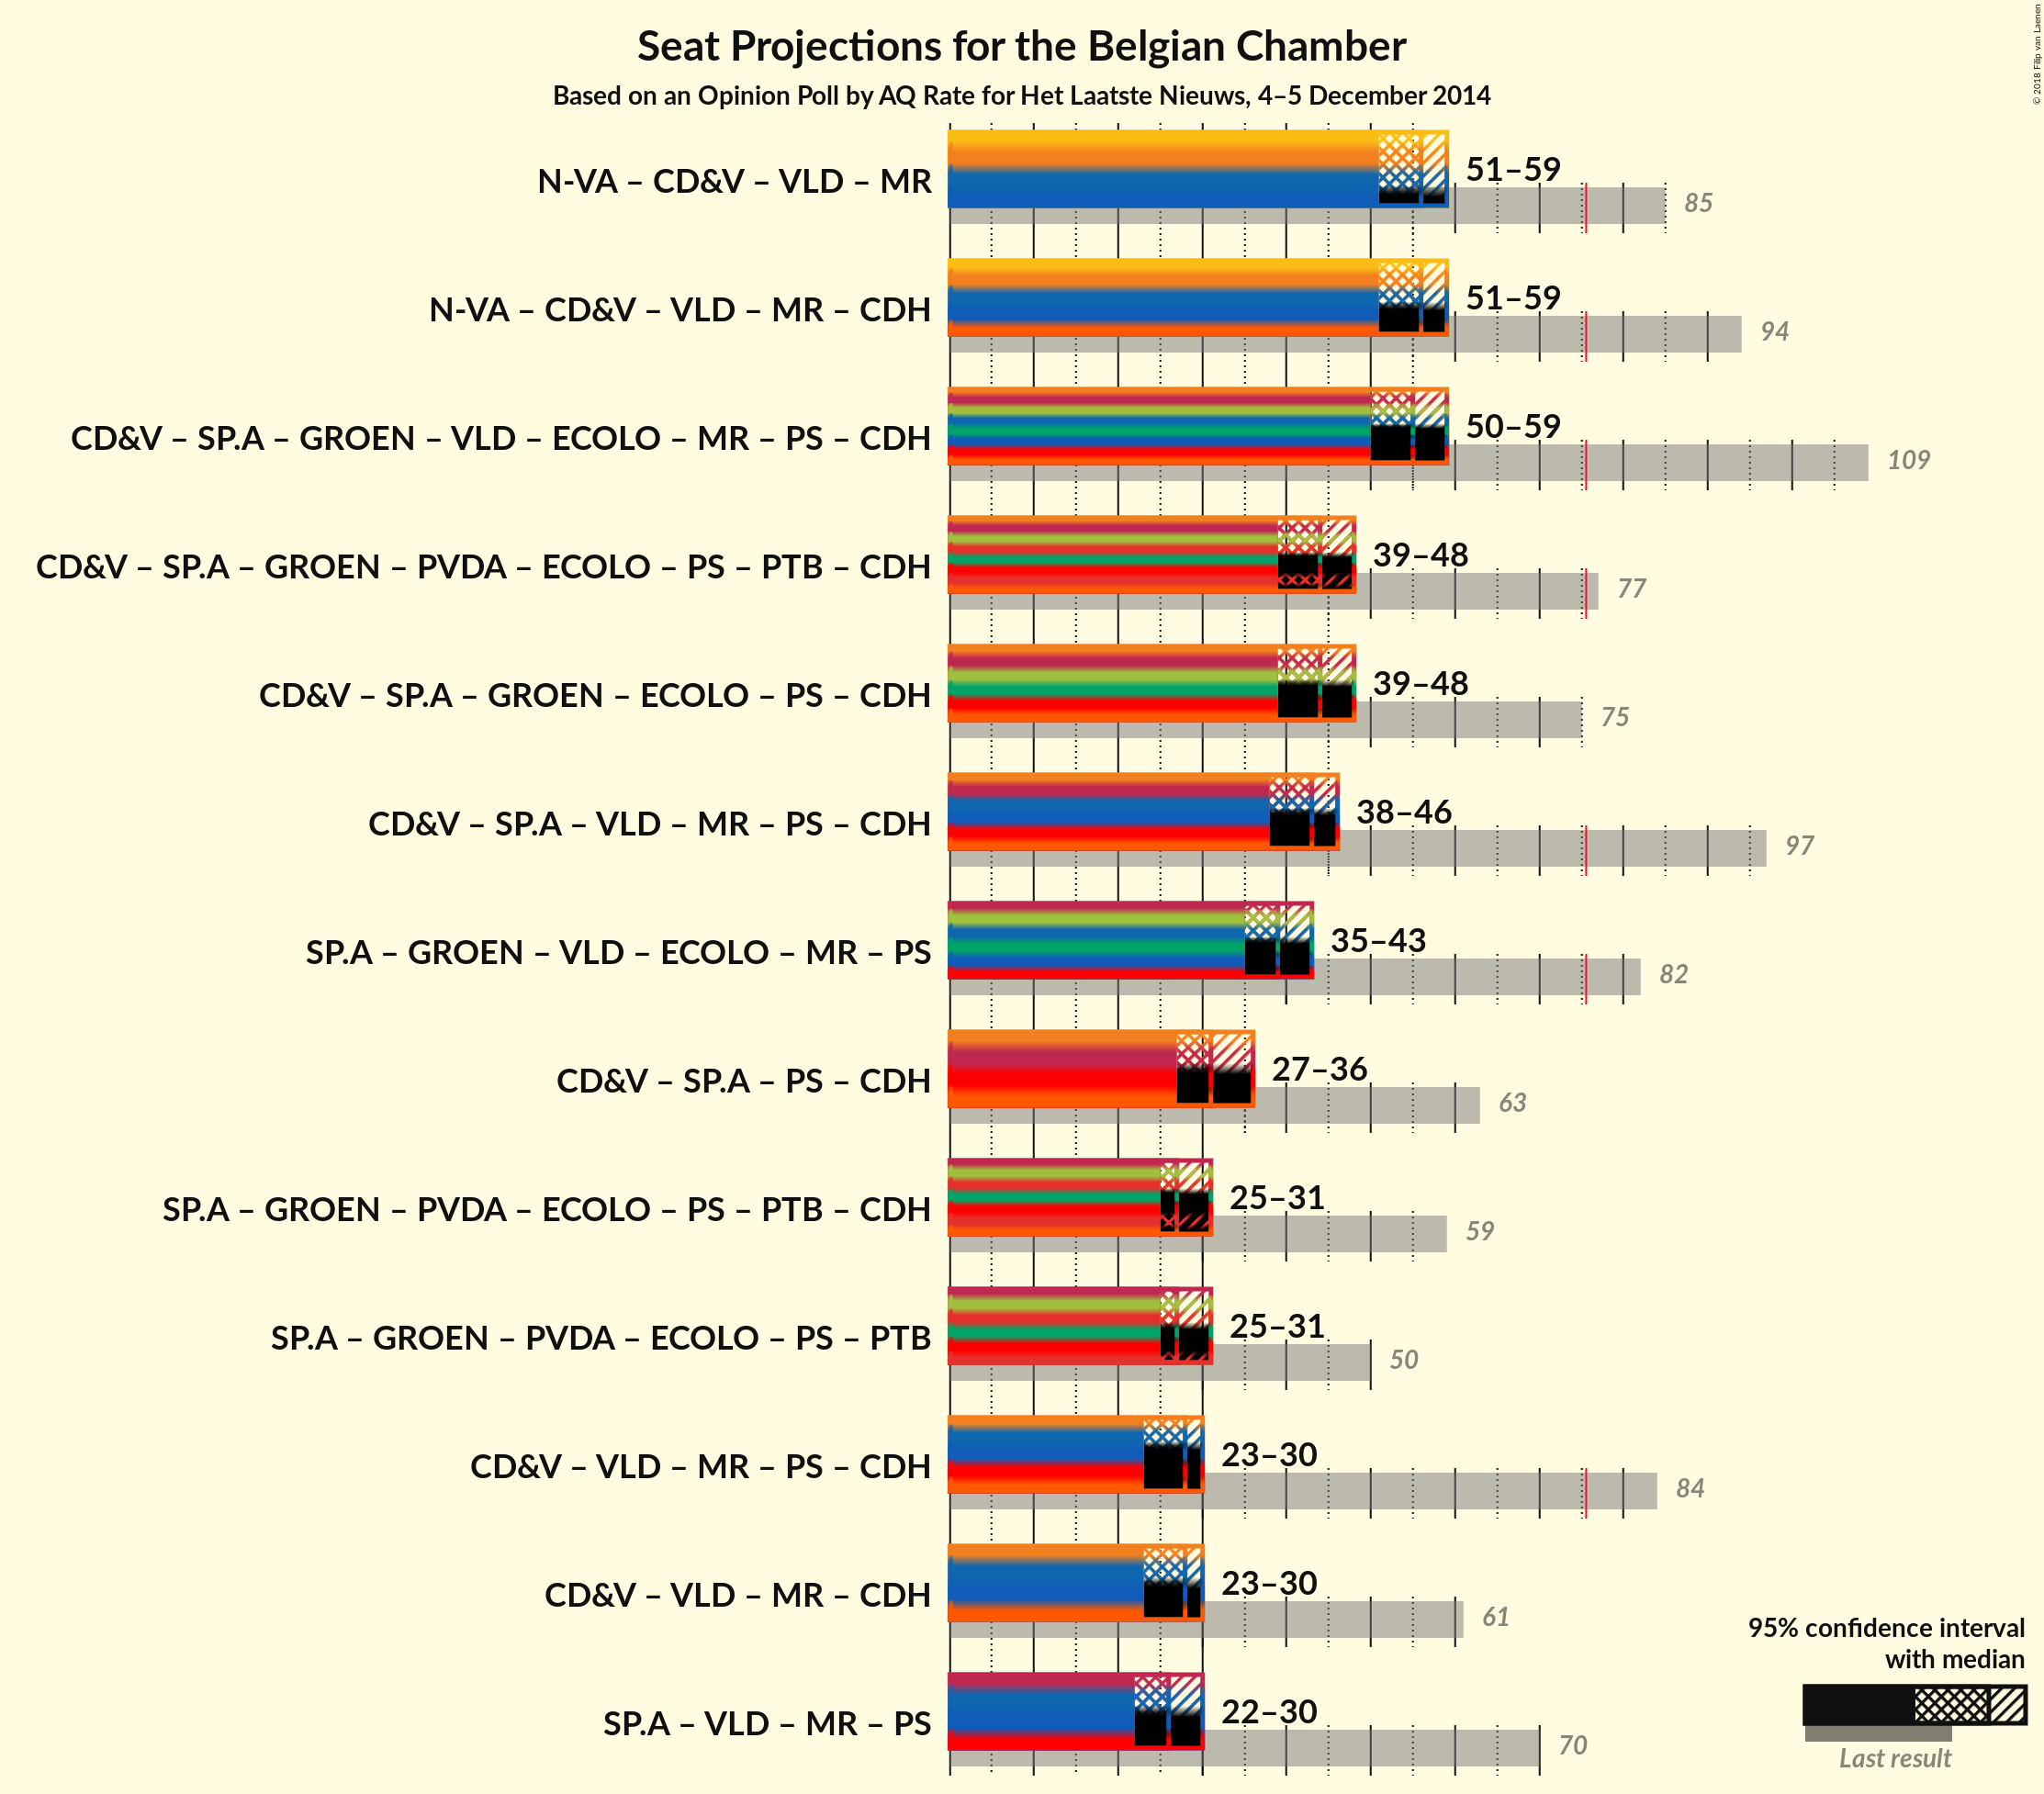 Seat Projections for the Belgian Chamber
Based on an Opinion Poll by AQ Rate for Het Laatste Nieuws, 4–5 December 2014
© 2018 Filip van Laenen
N-VA – CD&V – VLD – MR
51–59
85
N-VA – CD&V – VLD – MR – CDH
51–59
94
CD&V – SP.A – GROEN – VLD – ECOLO – MR – PS – CDH
50–59
109
CD&V – SP.A – GROEN – PVDA – ECOLO – PS – PTB – CDH
39–48
77
CD&V – SP.A – GROEN – ECOLO – PS – CDH
39–48
75
CD&V – SP.A – VLD – MR – PS – CDH
38–46
97
SP.A – GROEN – VLD – ECOLO – MR – PS
35–43
82
CD&V – SP.A – PS – CDH
27–36
63
SP.A – GROEN – PVDA – ECOLO – PS – PTB – CDH
25–31
59
SP.A – GROEN – PVDA – ECOLO – PS – PTB
25–31
50
CD&V – VLD – MR – PS – CDH
23–30
84
CD&V – VLD – MR – CDH
23–30
61
SP.A – VLD – MR – PS
22–30
70
95% confidence interval
with median
Last result